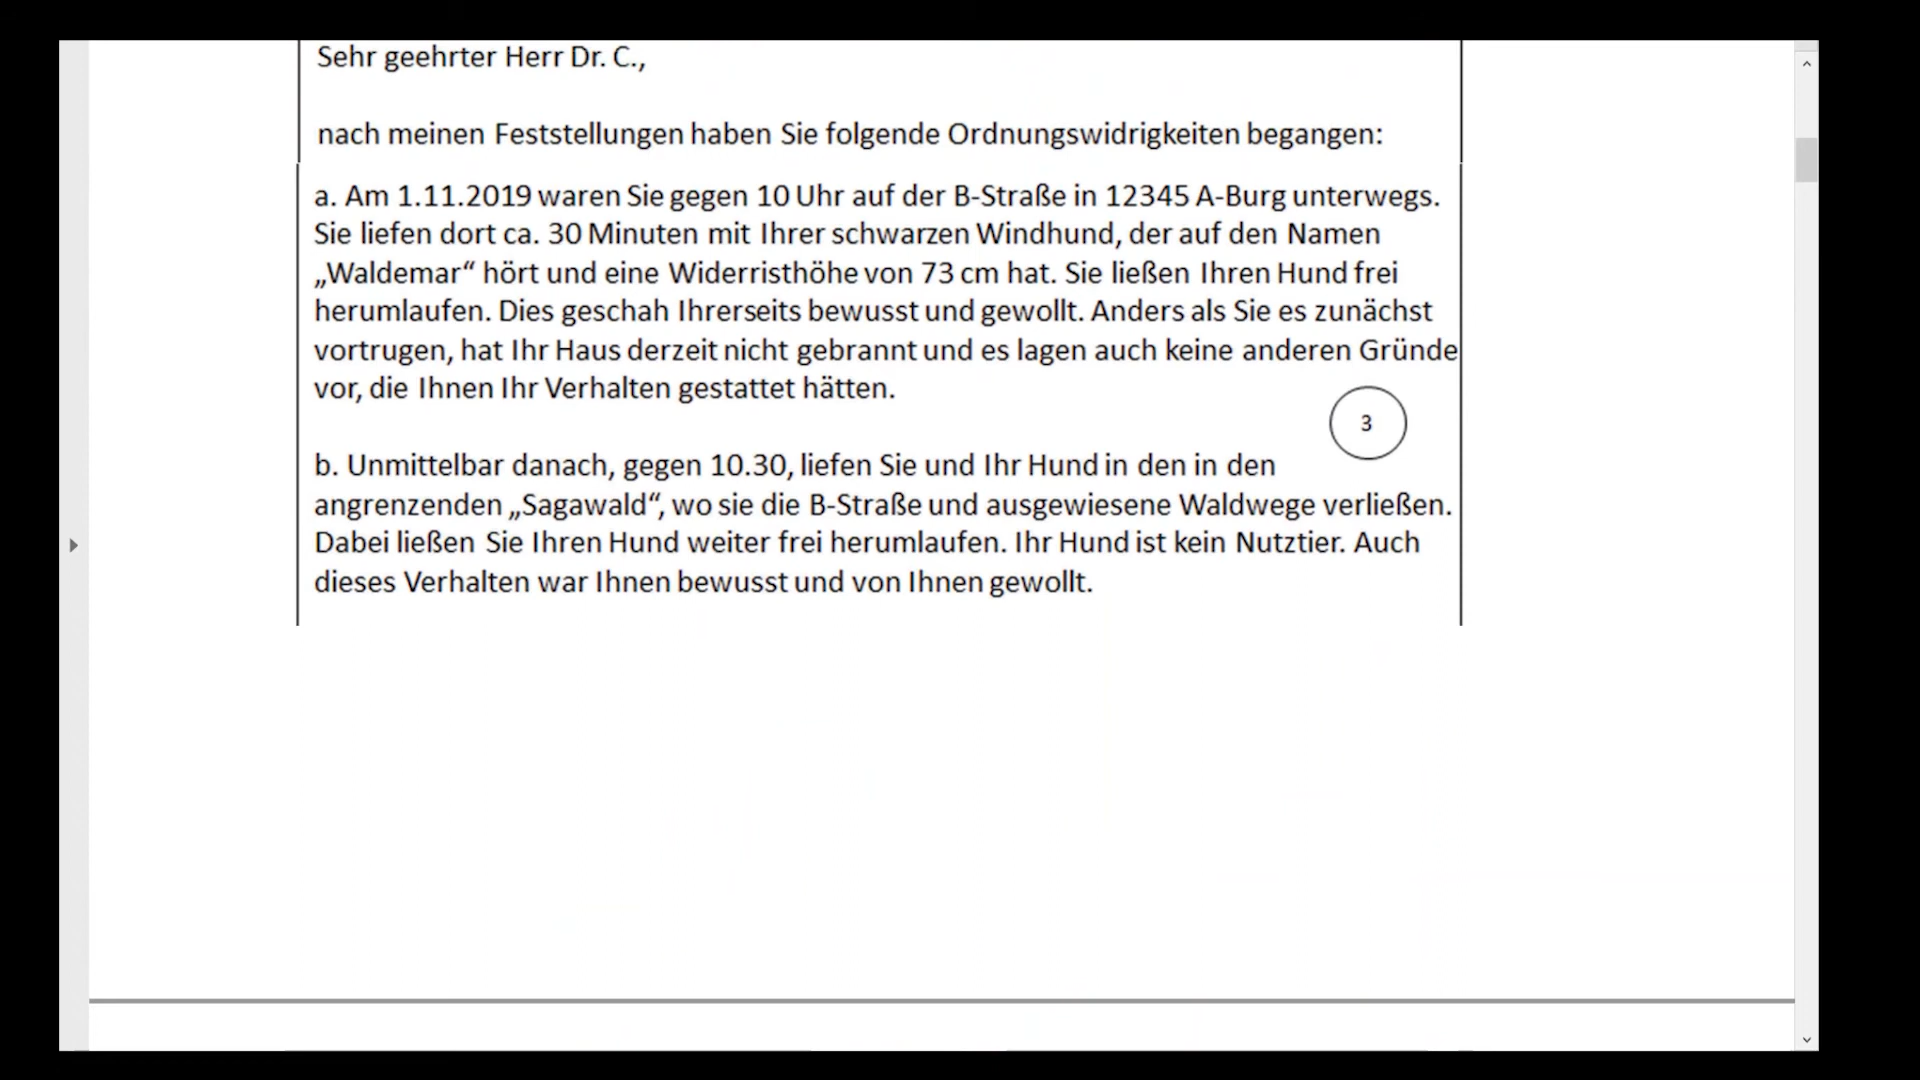 Sehr geehrter Herr Dr. C.,
nach meinen Feststellungen haben Sie folgende Ordnungswidrigkeiten begangen:
a. Am 1.11.2019 waren Sie gegen 10 Uhr auf der B-Straße in 12345 A-Burg unterwegs.
Sie liefen dort ca. 30 Minuten mit Ihrer schwarzen Windhund, der auf den Namen
„Waldemar“ hört und eine Widerristhöhe von 73 cm hat. Sie ließen Ihren Hund frei
herumlaufen. Dies geschah Ihrerseits bewusst und gewollt. Anders als Sie es zunächst
vortrugen, hat Ihr Haus derzeit nicht gebrannt und es lagen auch keine anderen Gründe
vor, die Ihnen Ihr Verhalten gestattet hätten.
3
b. Unmittelbar danach, gegen 10.30, liefen Sie und Ihr Hund in den in den
angrenzenden „Sagawald“, wo sie die B-Straße und ausgewiesene Waldwege verließen.
Dabei ließen Sie Ihren Hund weiter frei herumlaufen. Ihr Hund ist kein Nutztier. Auch
dieses Verhalten war Ihnen bewusst und von Ihnen gewollt.